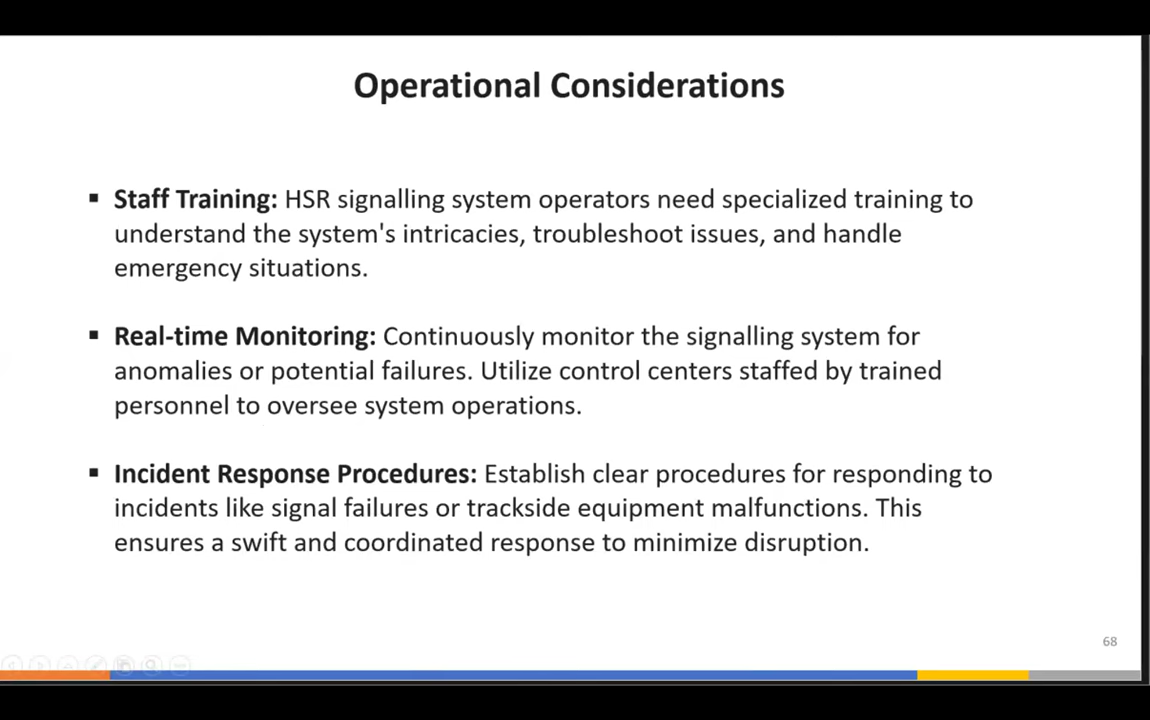 Operational Considerations
▪ Staff Training: HSR signalling system operators need specialized training to
understand the system's intricacies, troubleshoot issues, and handle
emergency situations.
▪ Real-time Monitoring: Continuously monitor the signalling system for
anomalies or potential failures. Utilize control centers staffed by trained
personnel to oversee system operations.
▪ Incident Response Procedures: Establish clear procedures for responding to
incidents like signal failures or trackside equipment malfunctions. This
ensures a swift and coordinated response to minimize disruption.
68